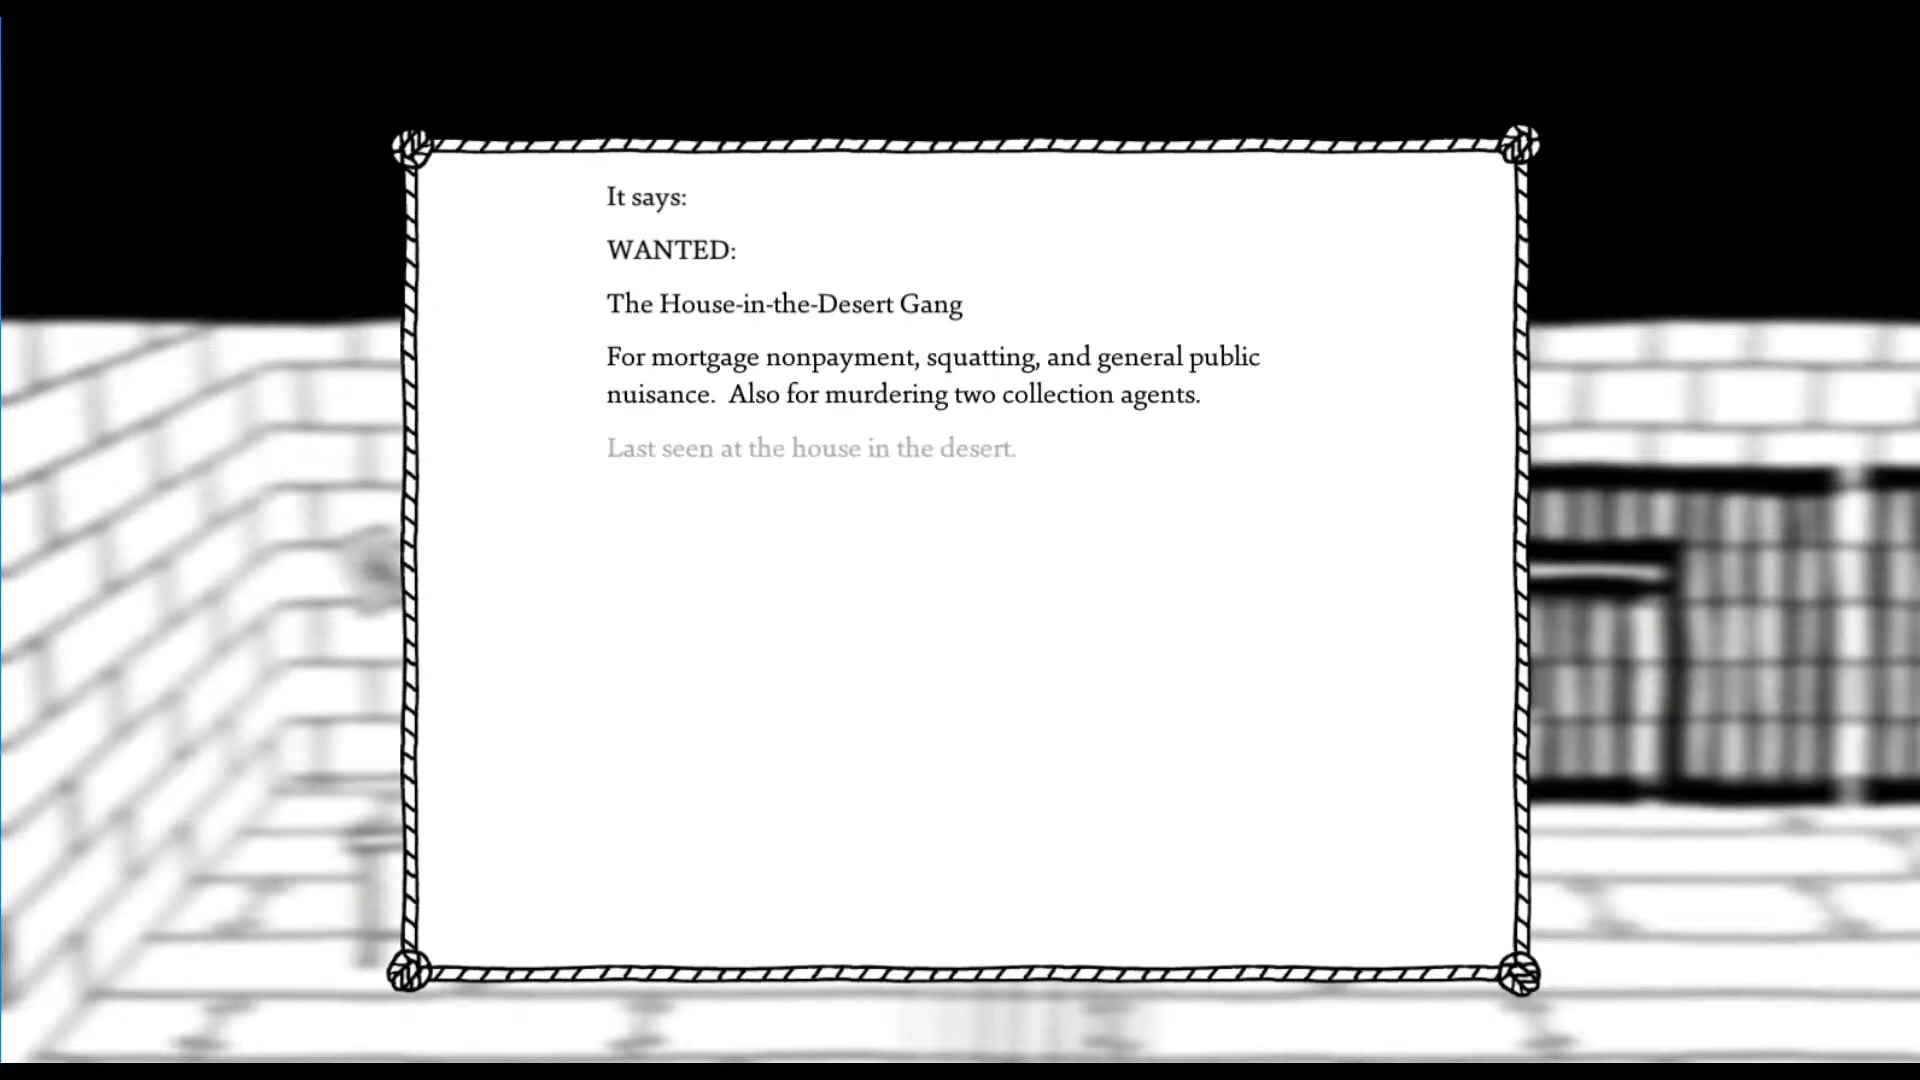 It says:
WANTED:
The House-in-the-Desert Gang
For mortgage nonpayment, squatting, and general public
nuisance.  Also for murdering two collection agents.
Last seen at the house in the desert.